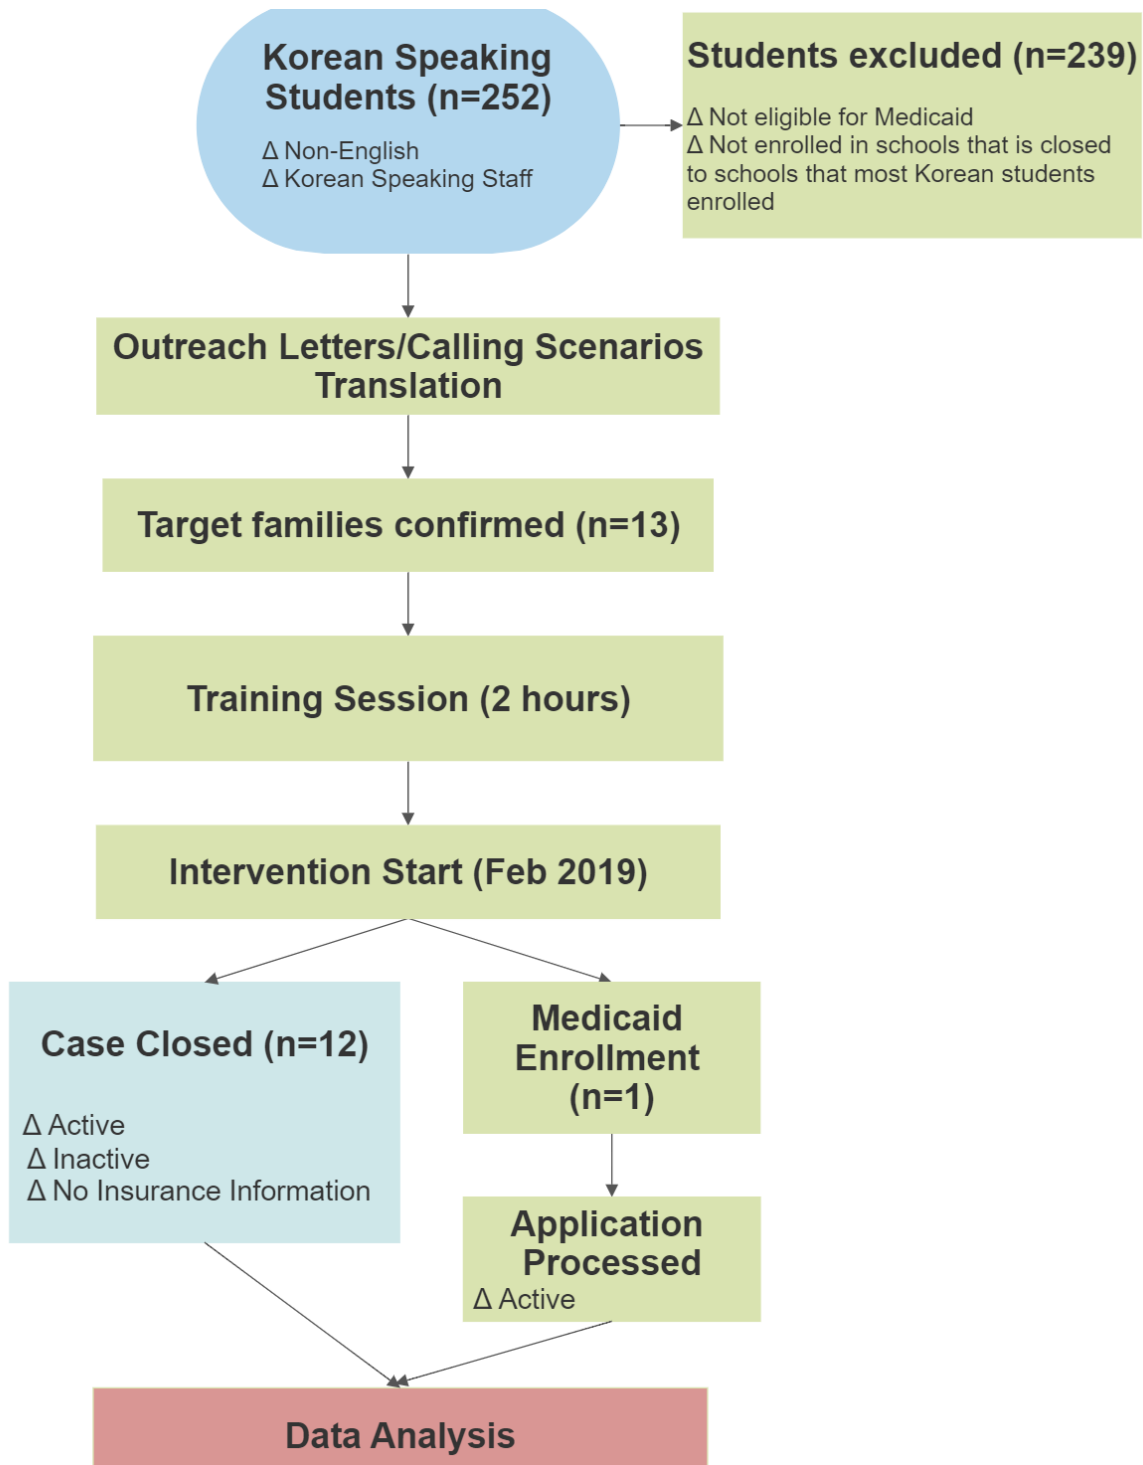 Korean Speaking
Students (n=252)
Δ Non-English
Δ Korean Speaking Staff
Students excluded (n=239)
Δ Not eligible for Medicaid
Δ Not enrolled in schools that is closed
to schools that most Korean students
enrolled
Outreach Letters/Calling Scenarios
Translation
Target families confirmed (n=13)
Training Session (2 hours)
Intervention Start (Feb 2019)
Case Closed (n=12)
Δ Active
Δ Inactive
Δ No Insurance Information
Medicaid
Enrollment
(n=1)
Application
Processed
Δ Active
Data Analysis